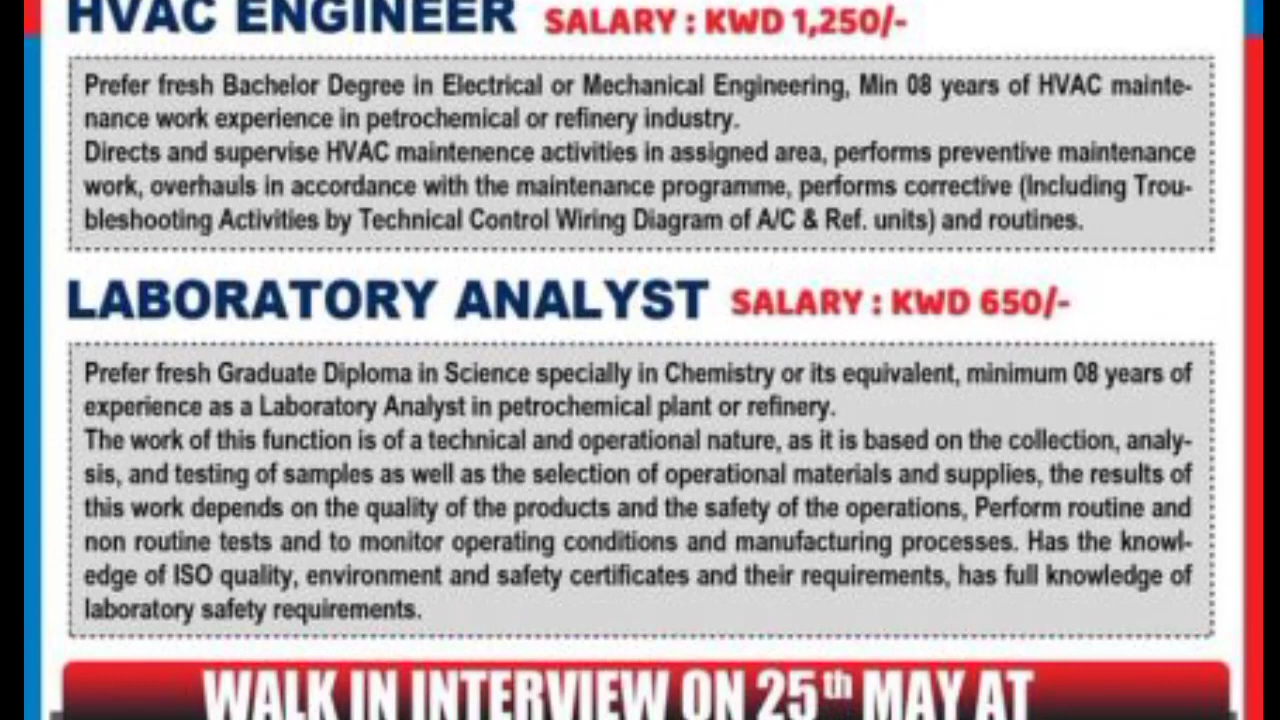 HVAC ENGINEER SALARY : KWD 1,250/-
Prefer fresh Bachelor Degree in Electrical or Mechanical Engineering, Min 08 years of HVAC mainte-
nance work experience in petrochemical or refinery industry.
Directs and supervise HVAC maintenence activities in assigned area, performs preventive maintenance
work, overhauls in accordance with the maintenance programme, performs corrective (Including Trou-
bleshooting Activities by Technical Control Wiring Diagram of A/C & Ref. units) and routines.
LABORATORY ANALYST SALARY : KWD 650/-
Prefer fresh Graduate Diploma in Science specially in Chemistry or its equivalent, minimum 08 years of
experience as a Laboratory Analyst in petrochemical plant or refinery.
The work of this function is of a technical and operational nature, as it is based on the collection, analy-
sis, and testing of samples as well as the selection of operational materials and supplies, the results of
this work depends on the quality of the products and the safety of the operations, Perform routine and
non routine tests and to monitor operating conditions and manufacturing processes. Has the knowl-
edge of ISO quality, environment and safety certificates and their requirements, has full knowledge of
laboratory safety requirements.
WALK IN INTERVIEW ON 25th MAY AT